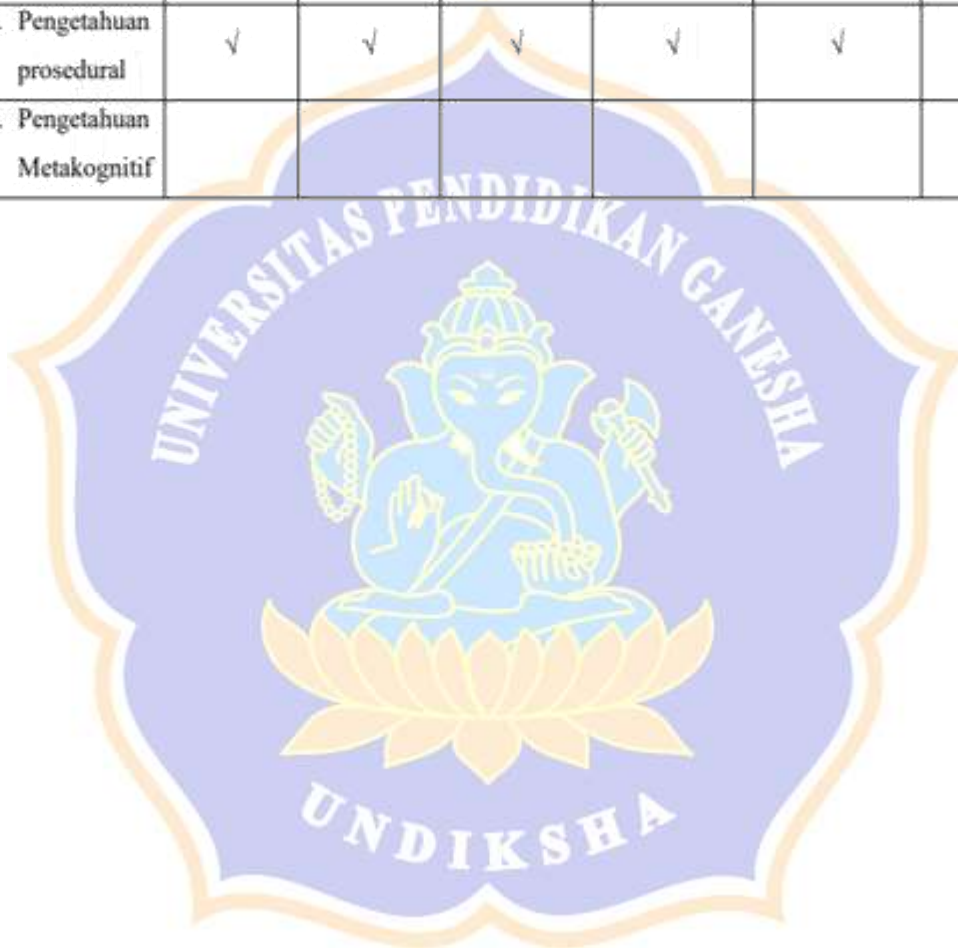 . Pengetahuan √ √ √ √ √
prosedural
. Pengetahuan
Metakognitif
UNIVERSITAS PENDIDIKAN GANESHA
UNDIKSHA